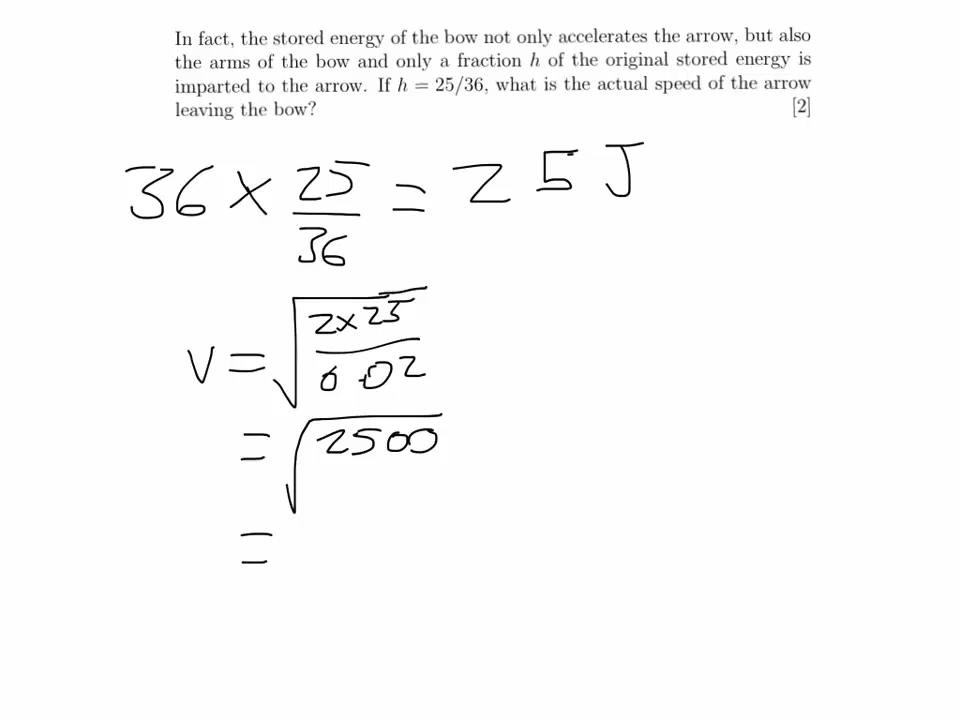 In fact, the stored energy of the bow not only accelerates the arrow, but also
the arms of the bow and only a fraction h of the original stored energy is
imparted to the arrow. If h = 25/36, what is the actual speed of the arrow
leaving the bow? [2]
36 × 25/36 = 25 J
v = √(2×25/0.02)
= √2500
=